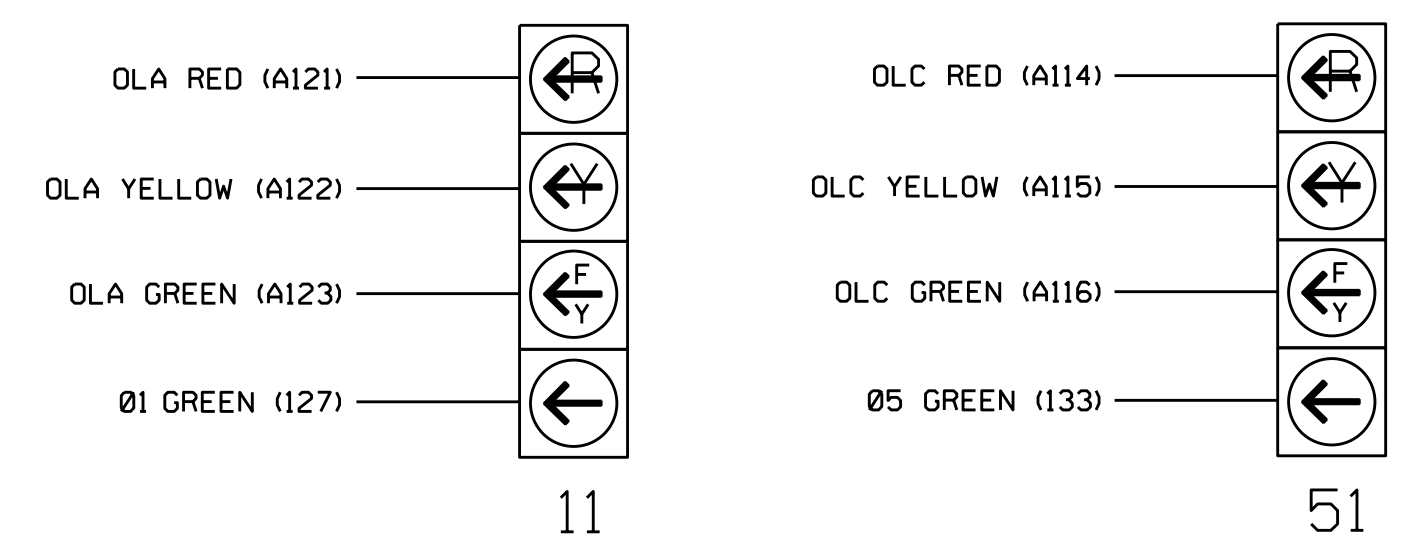 OLA RED (A121)
R
OLA YELLOW (A122)
Y
OLA GREEN (A123)
F
Y
Ø1 GREEN (127)
11
OLC RED (A114)
R
OLC YELLOW (A115)
Y
OLC GREEN (A116)
F
Y
Ø5 GREEN (133)
51